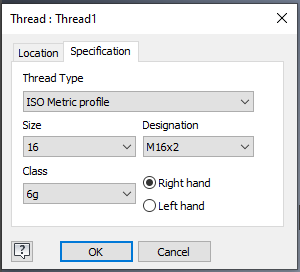 Thread : Thread1
Location Specification
Thread Type
ISO Metric profile
Size Designation
16 M16x2
Class
6g Right hand
Left hand
? OK Cancel